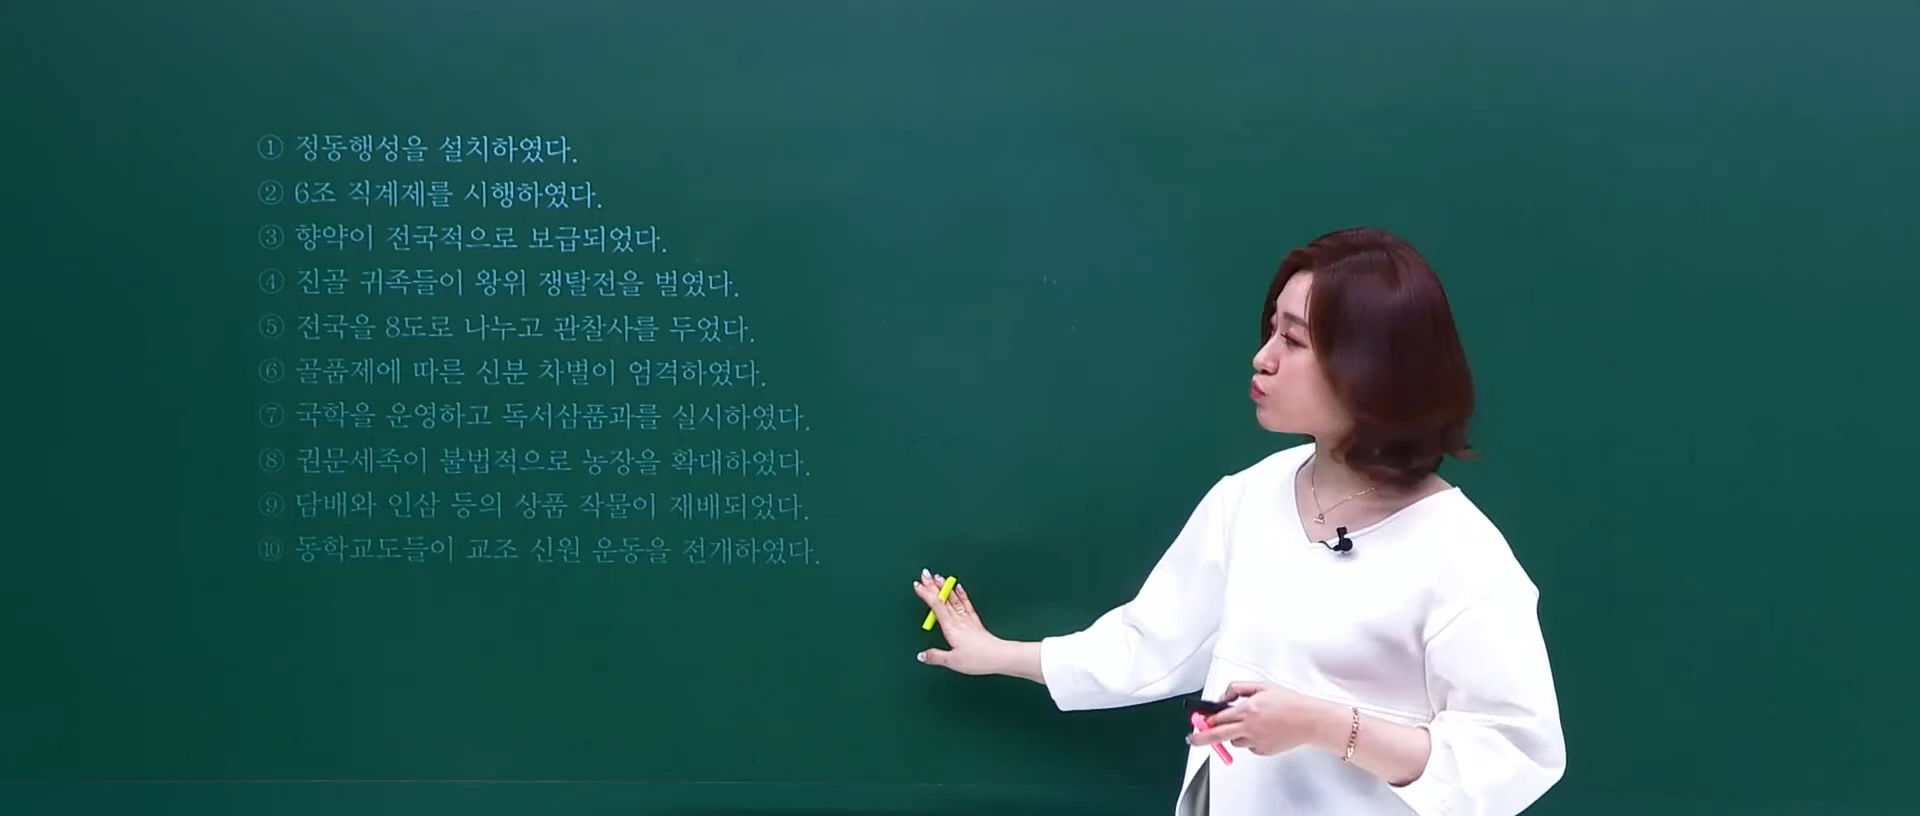 ① 정동행성을 설치하였다.
② 6조 직계제를 시행하였다.
③ 향약이 전국적으로 보급되었다.
④ 진골 귀족들이 왕위 쟁탈전을 벌였다.
⑤ 전국을 8도로 나누고 관찰사를 두었다.
⑥ 골품제에 따른 신분 차별이 엄격하였다.
⑦ 국학을 운영하고 독서삼품과를 실시하였다.
⑧ 권문세족이 불법적으로 농장을 확대하였다.
⑨ 담배와 인삼 등의 상품 작물이 재배되었다.
⑩ 동학교도들이 교조 신원 운동을 전개하였다.